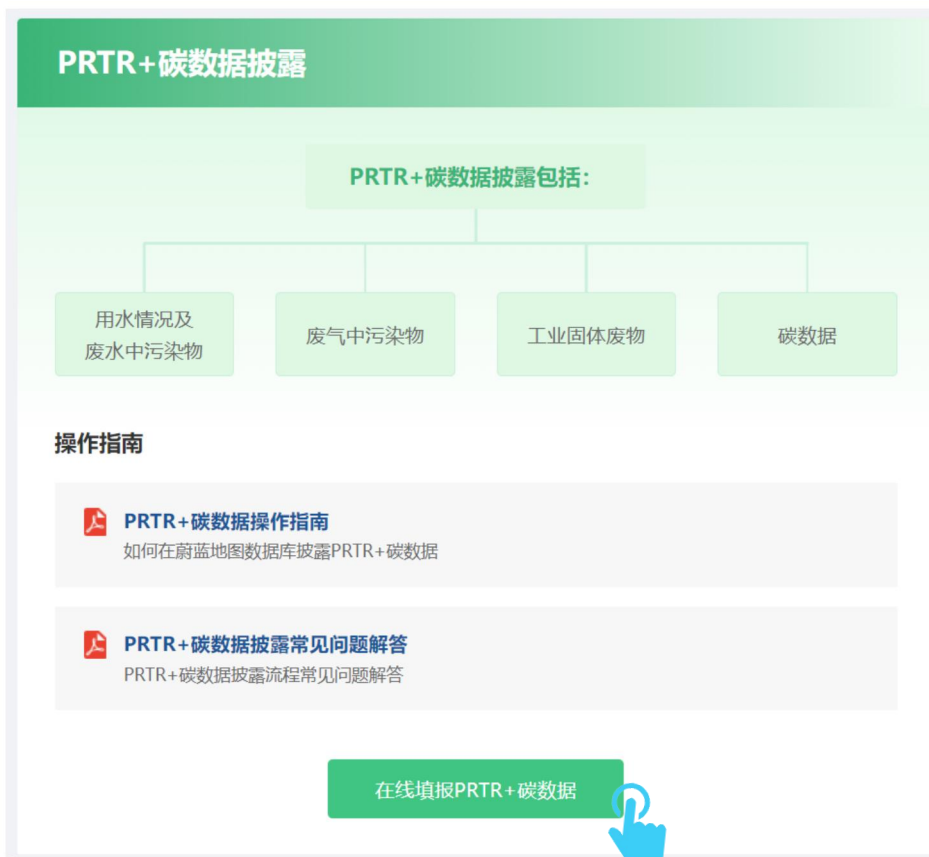 PRTR+碳数据披露
PRTR+碳数据披露包括：
用水情况及
废水中污染物
废气中污染物
工业固体废物
碳数据
操作指南
PRTR+碳数据操作指南
如何在蔚蓝地图数据库披露PRTR+碳数据
PRTR+碳数据披露常见问题解答
PRTR+碳数据披露流程常见问题解答
在线填报PRTR+碳数据